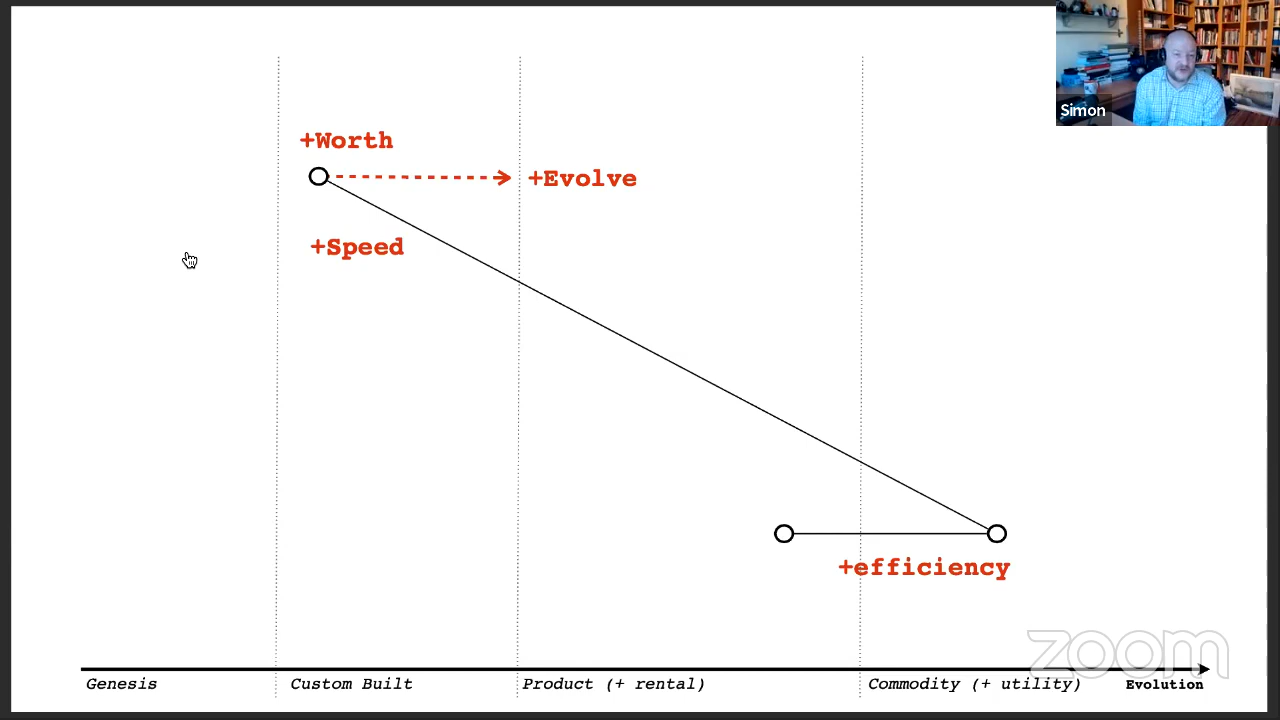 Simon
+Worth
+Evolve
+Speed
+efficiency
zoom
Genesis
Custom Built
Product (+ rental)
Commodity (+ utility)
Evolution